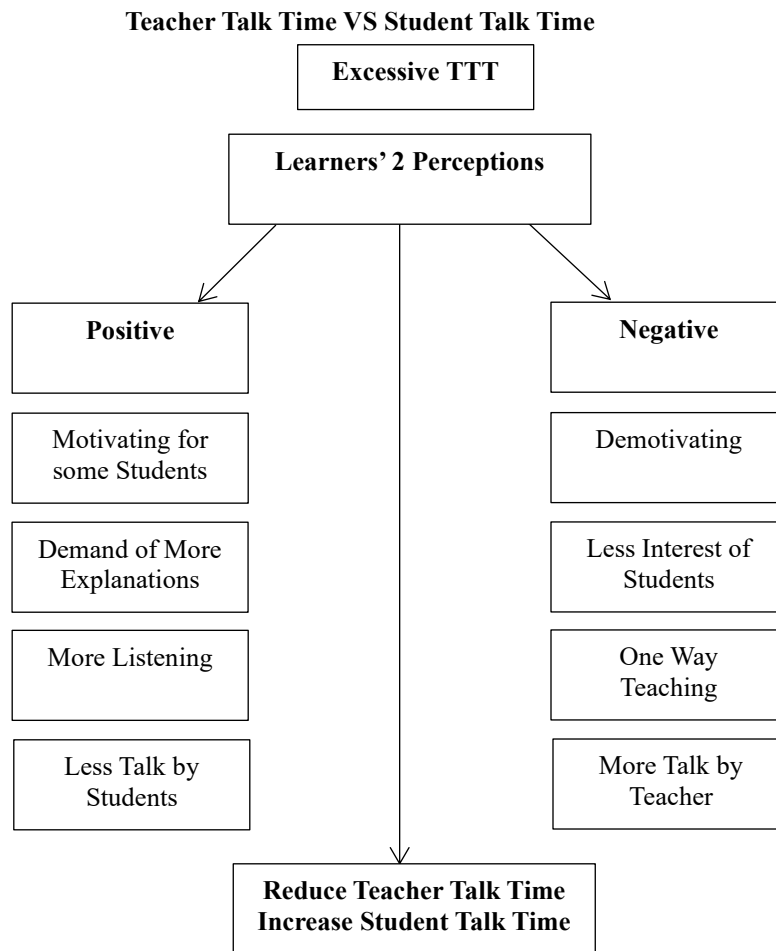 Teacher Talk Time VS Student Talk Time
Excessive TTT
Learners’ 2 Perceptions
Positive
Motivating for
some Students
Demand of More
Explanations
More Listening
Less Talk by
Students
Negative
Demotivating
Less Interest of
Students
One Way
Teaching
More Talk by
Teacher
Reduce Teacher Talk Time
Increase Student Talk Time